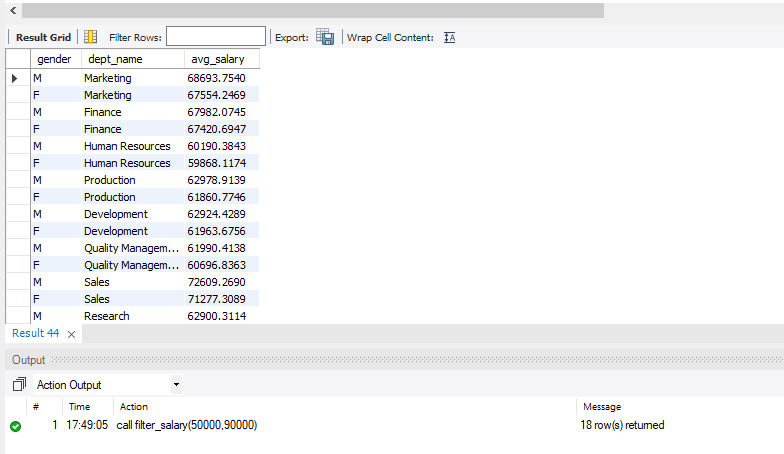 Result Grid Filter Rows: Export: Wrap Cell Content:
gender dept_name avg_salary
M Marketing 68693.7540
F Marketing 67554.2469
M Finance 67982.0745
F Finance 67420.6947
M Human Resources 60190.3843
F Human Resources 59868.1174
M Production 62978.9139
F Production 61860.7746
M Development 62924.4289
F Development 61963.6756
M Quality Managem... 61990.4138
F Quality Managem... 60696.8363
M Sales 72609.2690
F Sales 71277.3089
M Research 62900.3114
Result 44
Output
Action Output
# Time Action Message
1 17:49:05 call filter_salary(50000,90000) 18 row(s) returned